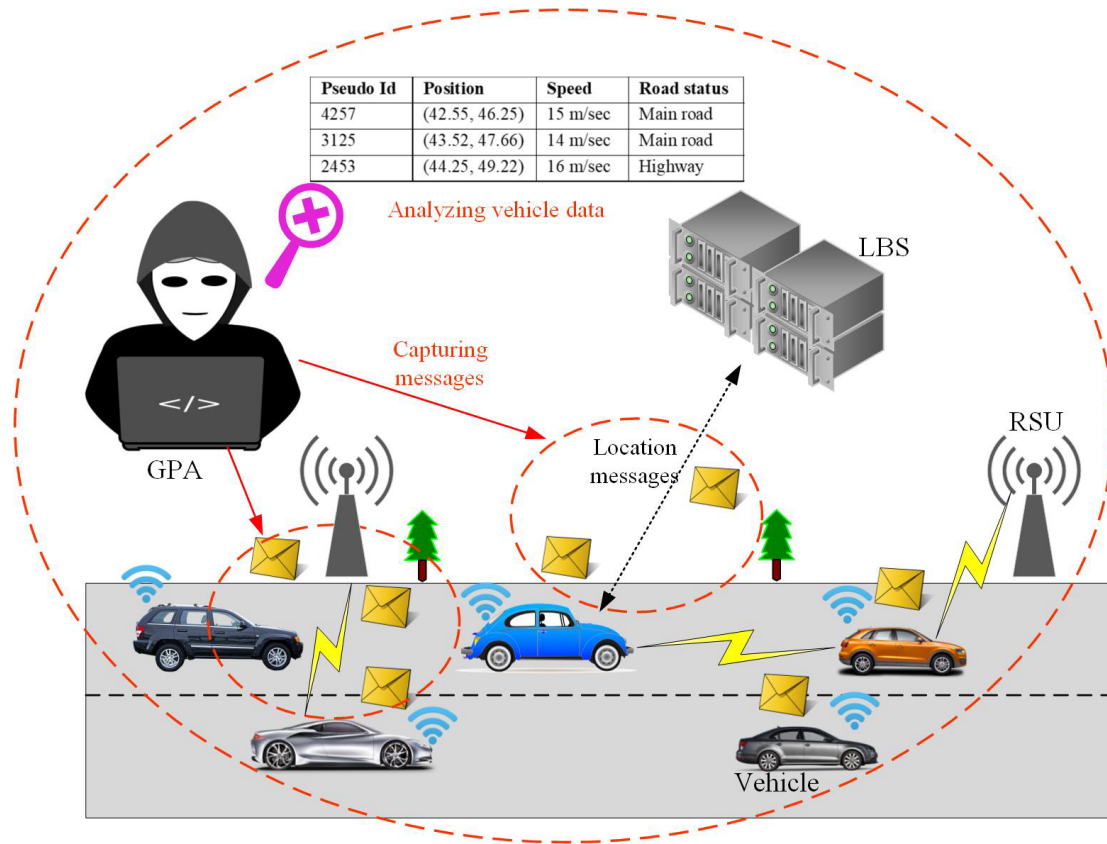 Pseudo Id Position Speed Road status
4257 (42.55, 46.25) 15 m/sec Main road
3125 (43.52, 47.66) 14 m/sec Main road
2453 (44.25, 49.22) 16 m/sec Highway
Analyzing vehicle data
LBS
Capturing
messages
</>
GPA
Location
messages
RSU
Vehicle